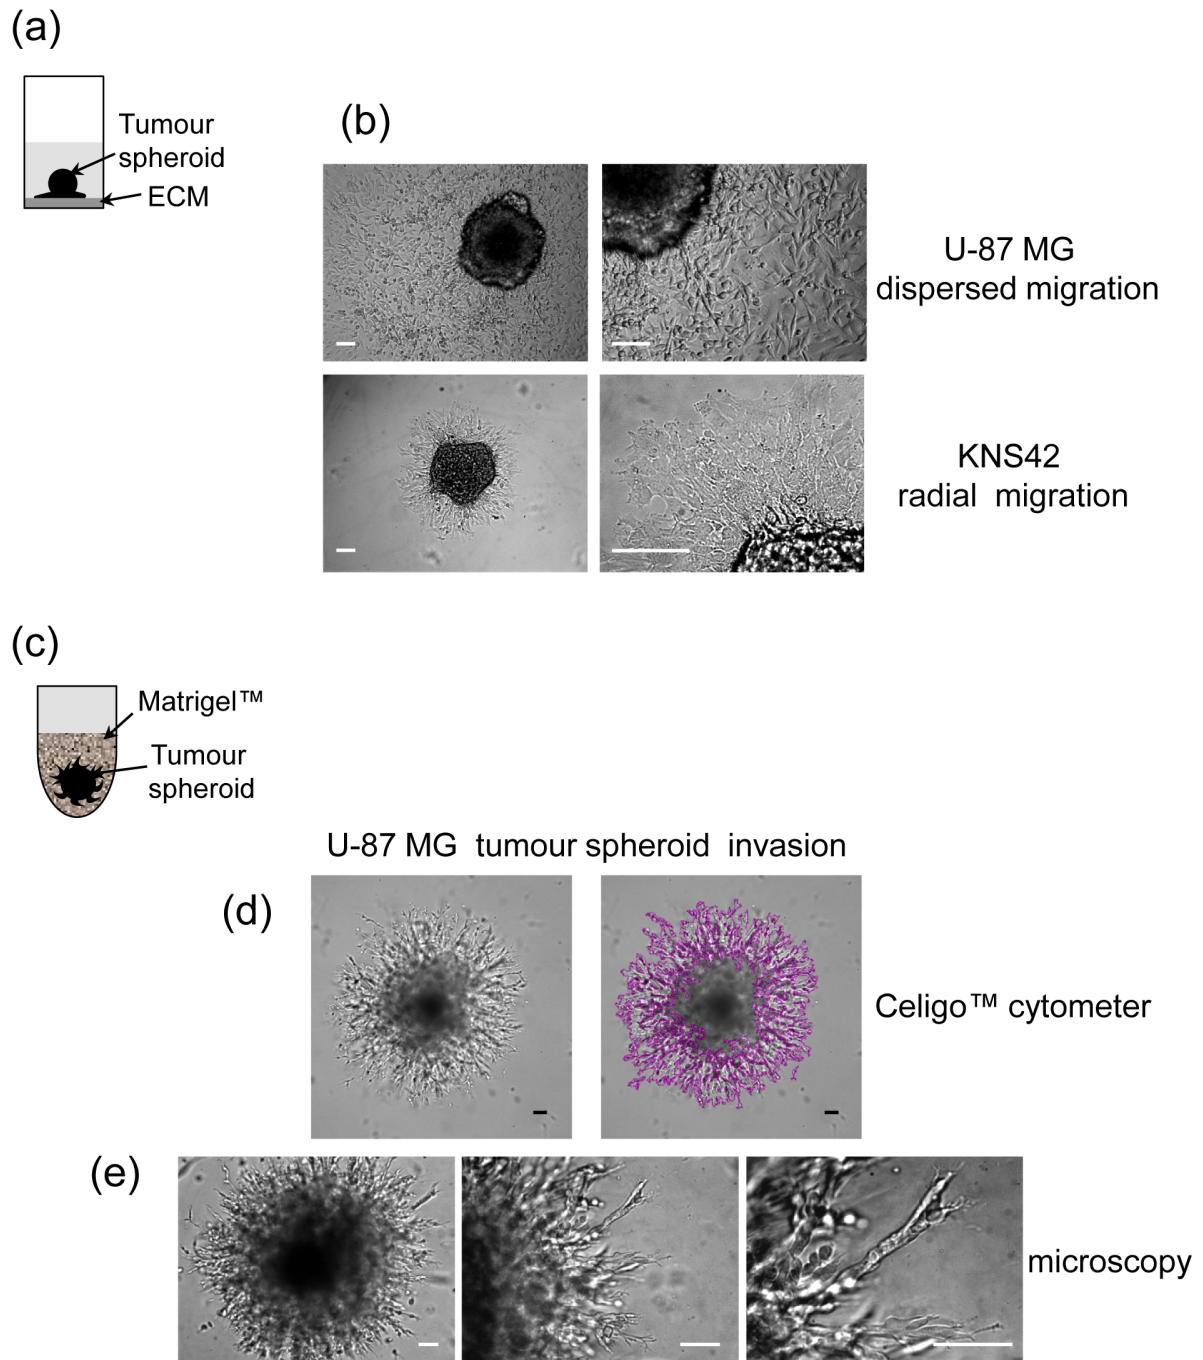 (a)
Tumour
spheroid
ECM
(b)
U-87 MG
dispersed migration
KNS42
radial migration
(c)
Matrigel™
Tumour
spheroid
U-87 MG tumour spheroid invasion
(d)
Celigo™ cytometer
(e)
microscopy